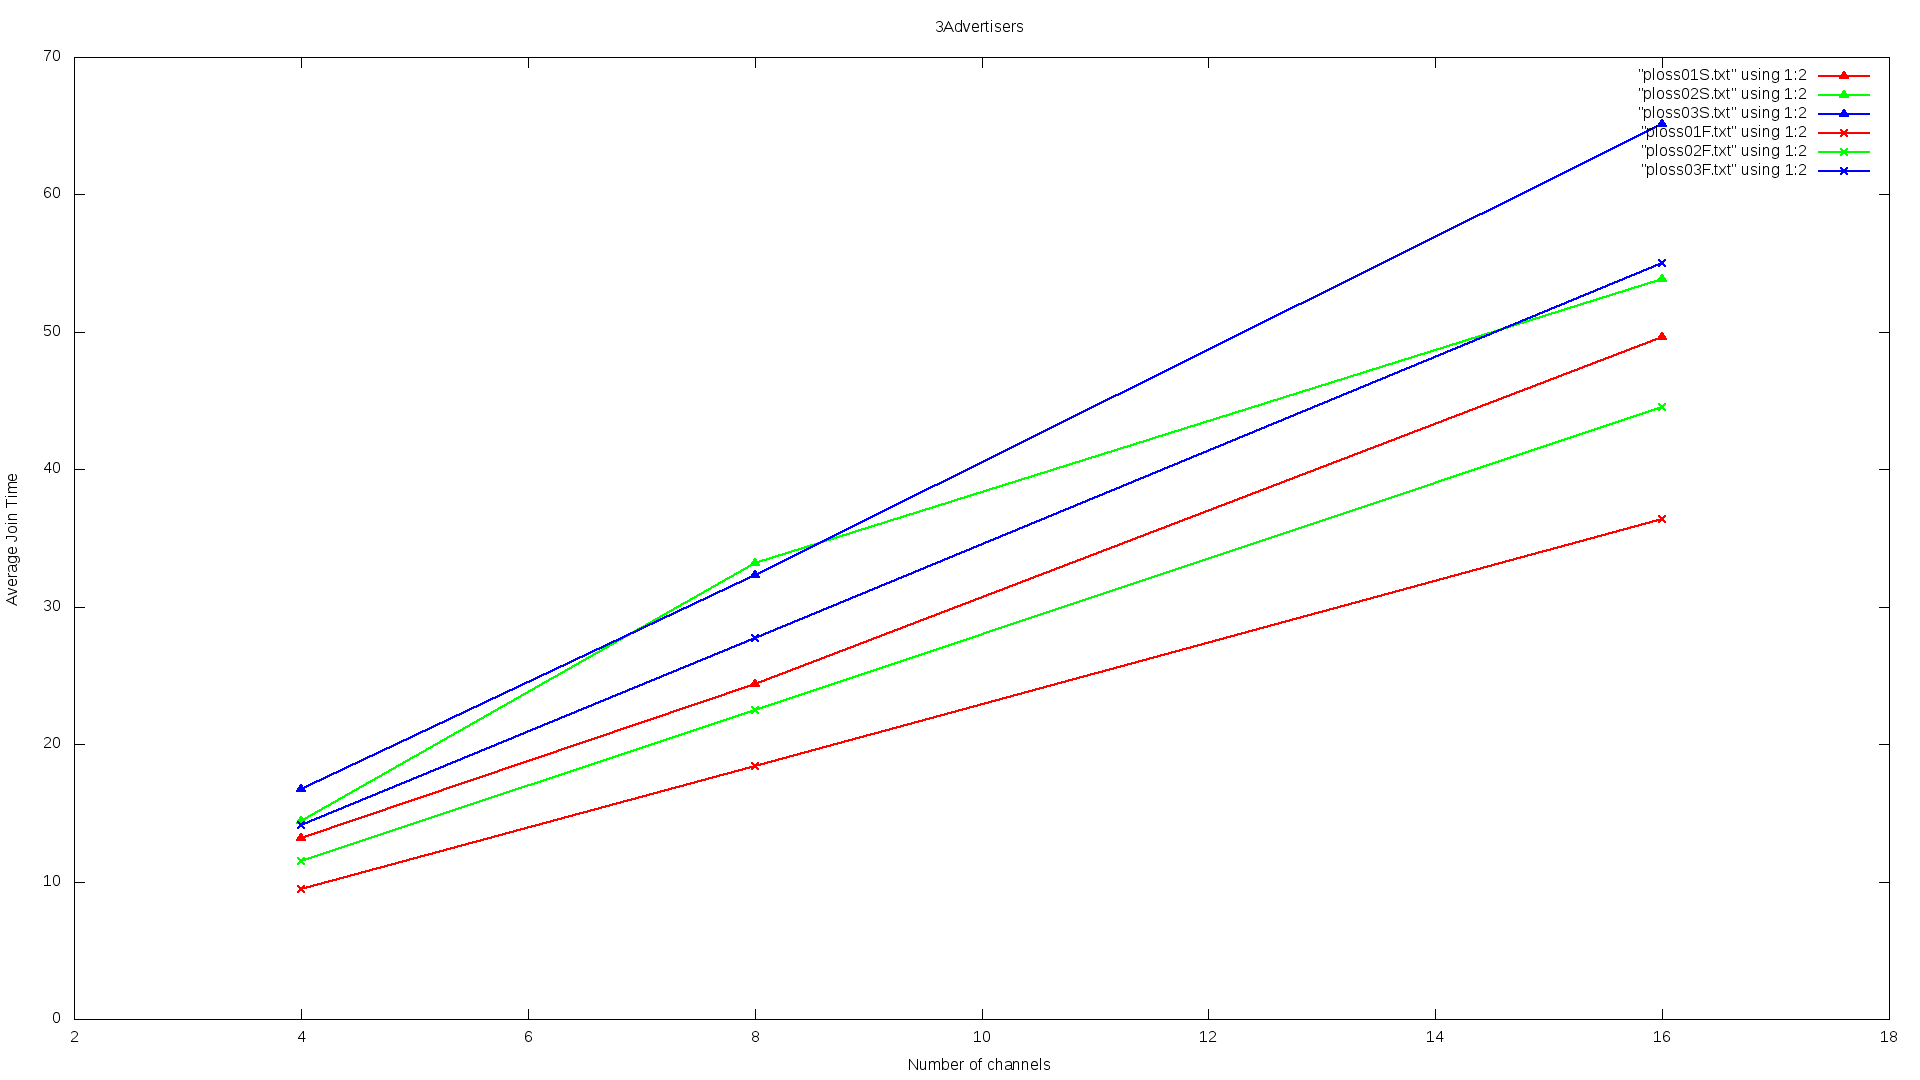 3Advertisers
70
60
50
40
30
20
10
0
Average Join Time
"ploss01S.txt" using 1:2
"ploss02S.txt" using 1:2
"ploss03S.txt" using 1:2
"ploss01F.txt" using 1:2
"ploss02F.txt" using 1:2
"ploss03F.txt" using 1:2
2 4 6 8 10 12 14 16 18
Number of channels